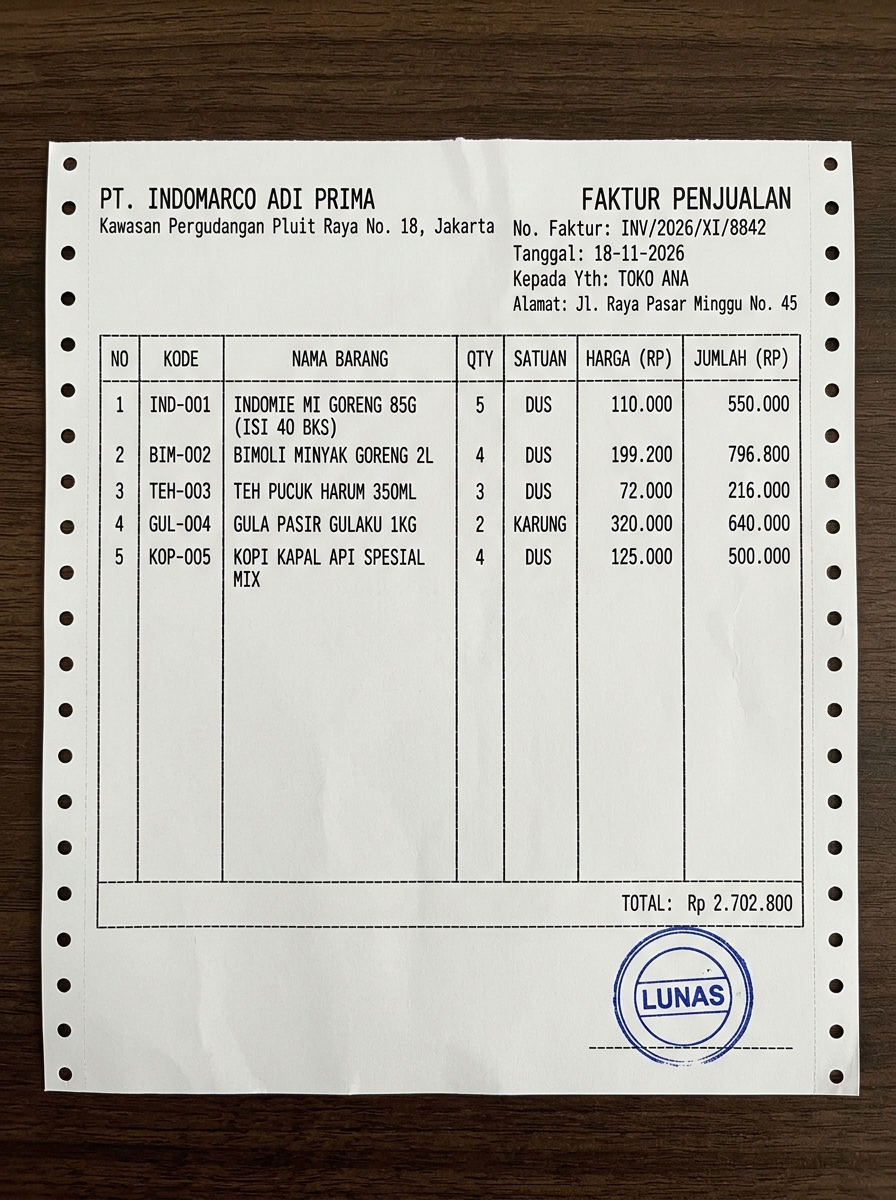 PT. INDOMARCO ADI PRIMA
Kawasan Pergudangan Pluit Raya No. 18, Jakarta
FAKTUR PENJUALAN
No. Faktur: INV/2026/XI/8842
Tanggal: 18-11-2026
Kepada Yth: TOKO ANA
Alamat: Jl. Raya Pasar Minggu No. 45
NO KODE NAMA BARANG QTY SATUAN HARGA (RP) JUMLAH (RP)
1 IND-001 INDOMIE MI GORENG 85G 5 DUS 110.000 550.000
(ISI 40 BKS)
2 BIM-002 BIMOLI MINYAK GORENG 2L 4 DUS 199.200 796.800
3 TEH-003 TEH PUCUK HARUM 350ML 3 DUS 72.000 216.000
4 GUL-004 GULA PASIR GULAKU 1KG 2 KARUNG 320.000 640.000
5 KOP-005 KOPI KAPAL API SPESIAL 4 DUS 125.000 500.000
MIX
TOTAL: Rp 2.702.800
LUNAS